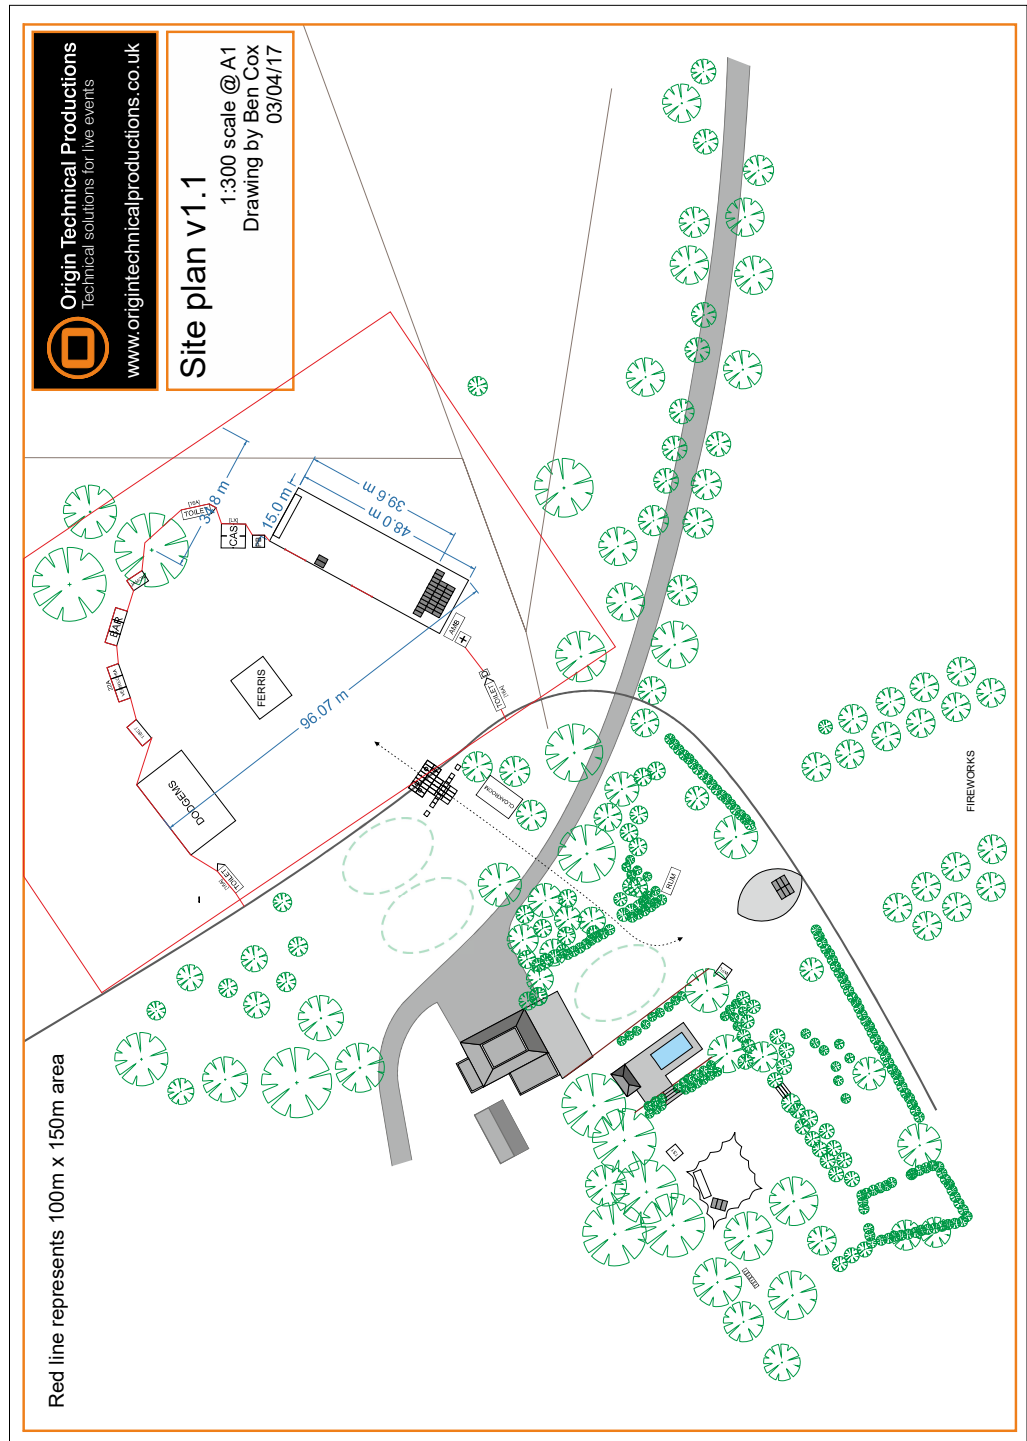 Origin Technical Productions
Technical solutions for live events
www.origintechnicalproductions.co.uk
Site plan v1.1
1:300 scale @ A1
Drawing by Ben Cox
03/04/17
Red line represents 100m x 150m area
15.0 m
39.6 m
48.0 m
96.07 m
TOILET
CAS
BAR
FERRIS
DODGEMS
TOILET
AMB
TOILET
CLOAKROOM
RUM
FIREWORKS